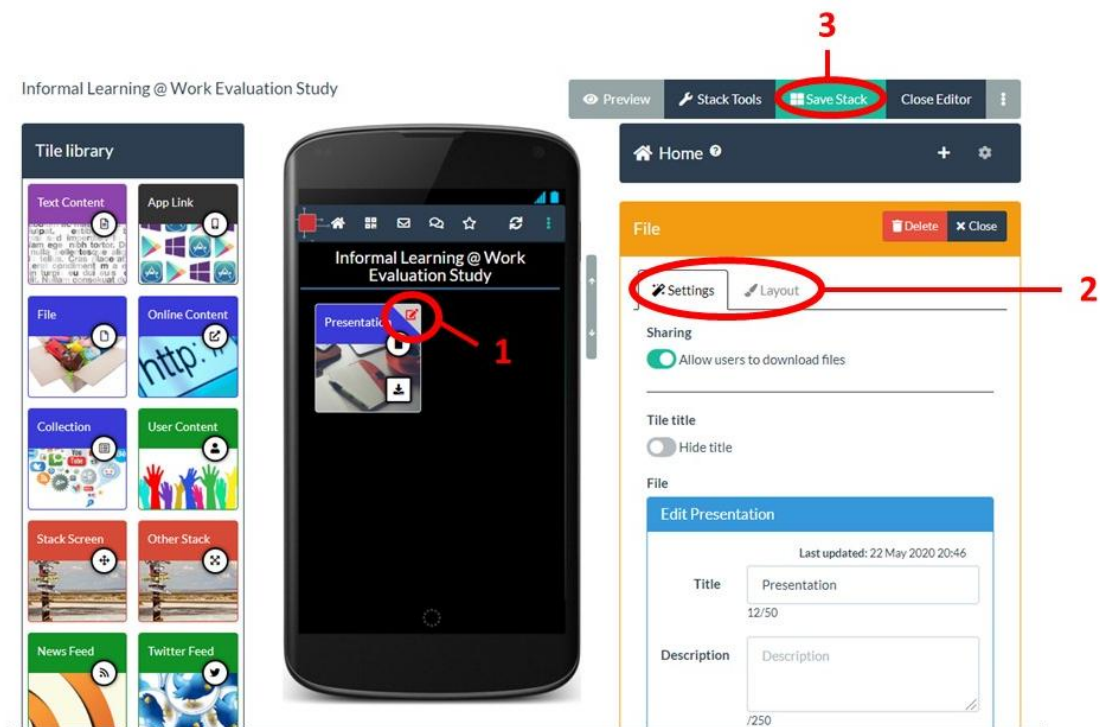 3
Informal Learning @ Work Evaluation Study
Preview
Stack Tools
Save Stack
Close Editor
Tile library
Text Content
App Link
File
Online Content
http:
Collection
You Tube
User Content
Stack Screen
Other Stack
News Feed
Twitter Feed
Informal Learning @ Work
Evaluation Study
Presentation
1
Home
File
Delete
Close
Settings
Layout
2
Sharing
Allow users to download files
Tile title
Hide title
File
Edit Presentation
Last updated: 22 May 2020 20:46
Title
Presentation
12/50
Description
Description
/250